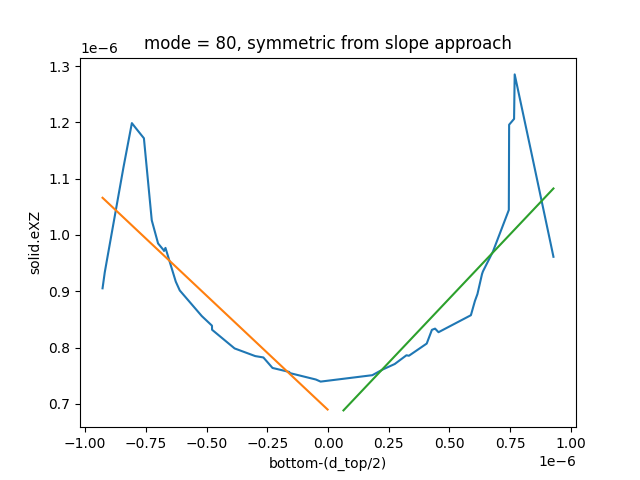 mode = 80, symmetric from slope approach
1e−6
1.3
1.2
1.1
1.0
0.9
0.8
0.7
solid.eXZ
−1.00 −0.75 −0.50 −0.25 0.00 0.25 0.50 0.75 1.00
bottom-(d_top/2)
1e−6